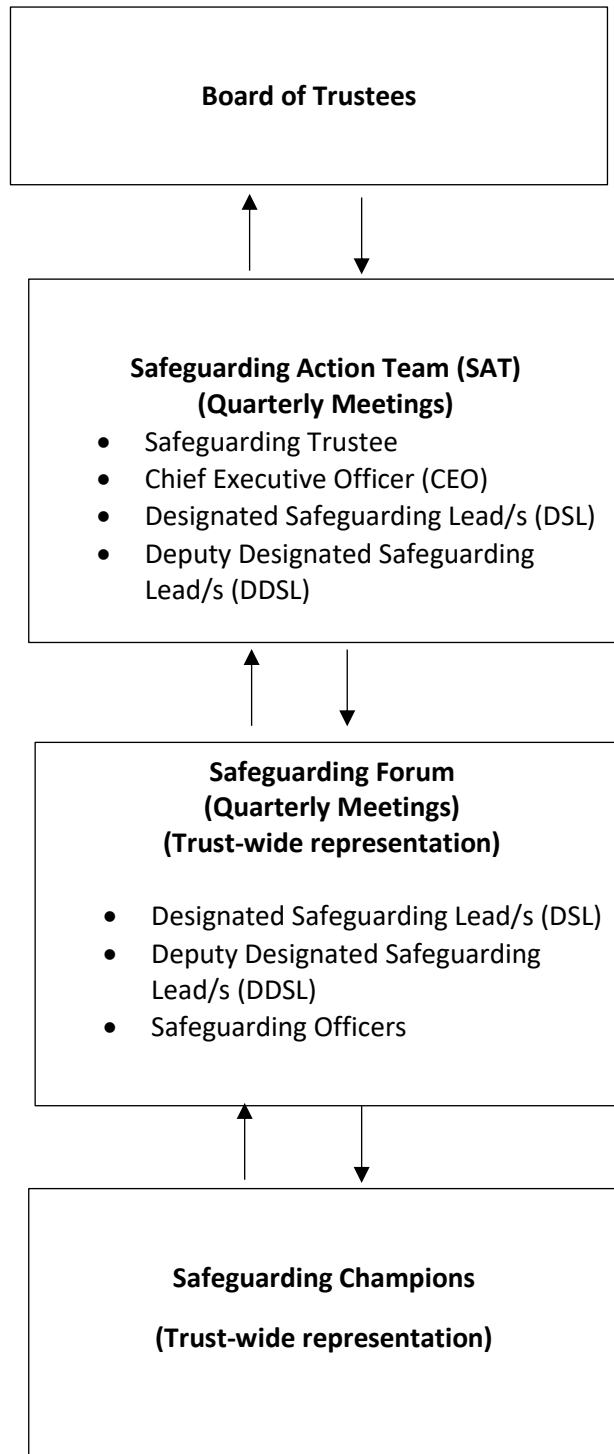 Board of Trustees
Safeguarding Action Team (SAT)
(Quarterly Meetings)
• Safeguarding Trustee
• Chief Executive Officer (CEO)
• Designated Safeguarding Lead/s (DSL)
• Deputy Designated Safeguarding
Lead/s (DDSL)
Safeguarding Forum
(Quarterly Meetings)
(Trust-wide representation)
• Designated Safeguarding Lead/s (DSL)
• Deputy Designated Safeguarding
Lead/s (DDSL)
• Safeguarding Officers
Safeguarding Champions
(Trust-wide representation)